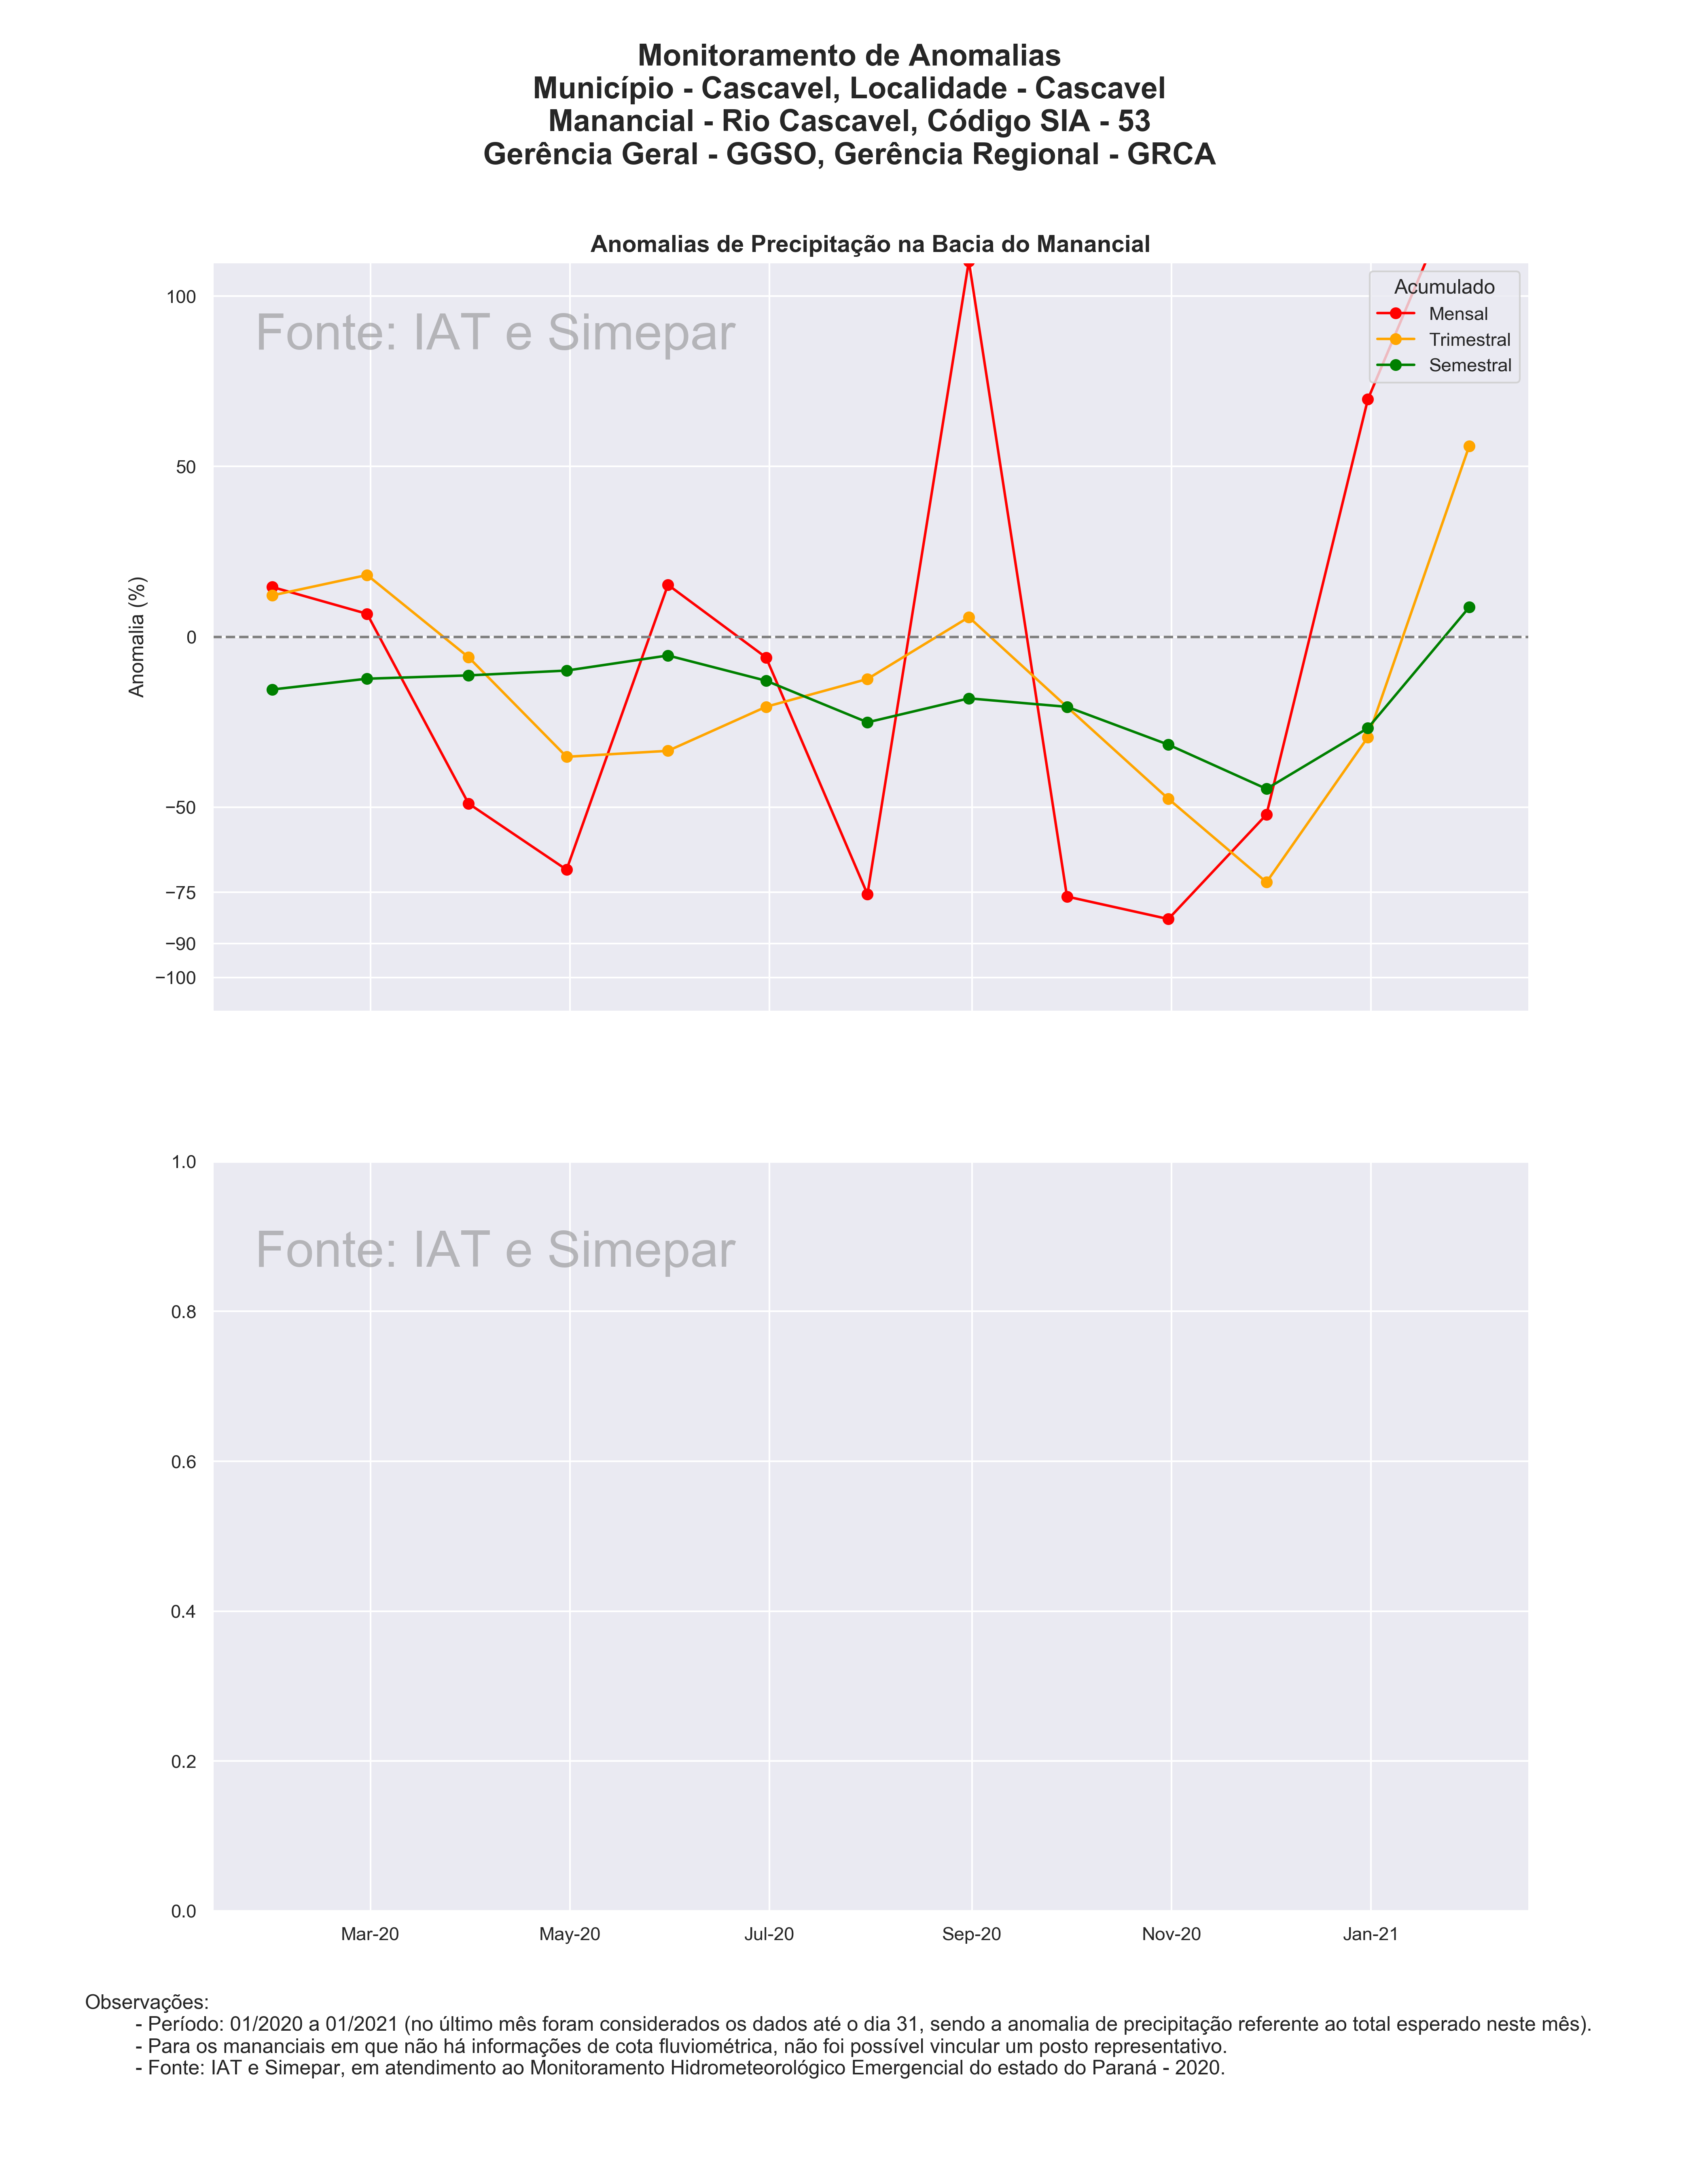 Monitoramento de Anomalias
Município - Cascavel, Localidade - Cascavel
Manancial - Rio Cascavel, Código SIA - 53
Gerência Geral - GGSO, Gerência Regional - GRCA
Anomalias de Precipitação na Bacia do Manancial
Fonte: IAT e Simepar
Acumulado
Mensal
Trimestral
Semestral
Anomalia (%)
100
50
0
−50
−75
−90
−100
Fonte: IAT e Simepar
1.0
0.8
0.6
0.4
0.2
0.0
Mar-20 May-20 Jul-20 Sep-20 Nov-20 Jan-21
Observações:
- Período: 01/2020 a 01/2021 (no último mês foram considerados os dados até o dia 31, sendo a anomalia de precipitação referente ao total esperado neste mês).
- Para os mananciais em que não há informações de cota fluviométrica, não foi possível vincular um posto representativo.
- Fonte: IAT e Simepar, em atendimento ao Monitoramento Hidrometeorológico Emergencial do estado do Paraná - 2020.